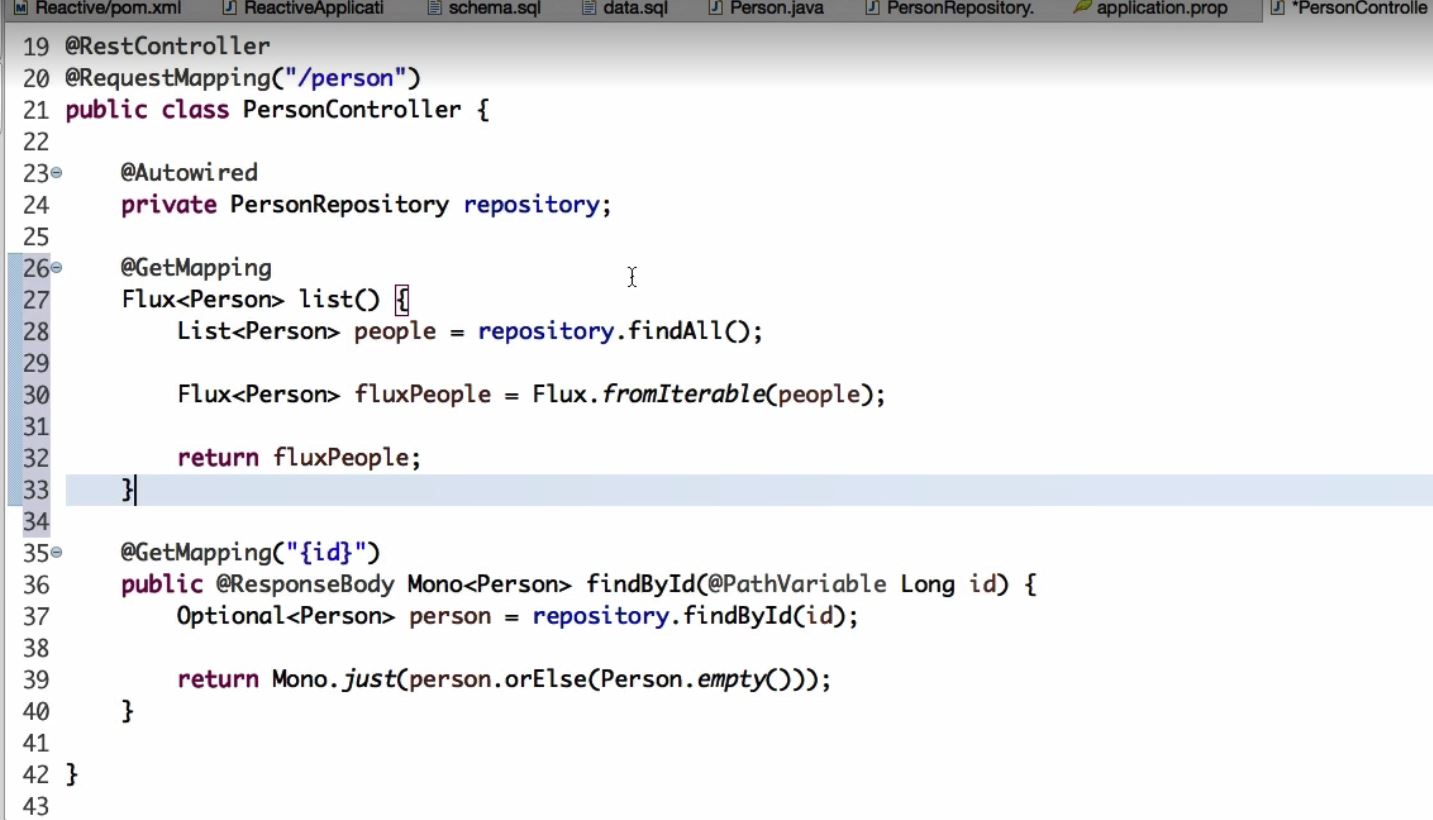 Reactive/pom.xml ReactiveApplicati schema.sql data.sql Person.java PersonRepository. application.prop *PersonControlle
19 @RestController
20 @RequestMapping("/person")
21 public class PersonController {
22
23 @Autowired
24 private PersonRepository repository;
25
26 @GetMapping
27 Flux<Person> list() {
28 List<Person> people = repository.findAll();
29
30 Flux<Person> fluxPeople = Flux.fromIterable(people);
31
32 return fluxPeople;
33 }
34
35 @GetMapping("{id}")
36 public @ResponseBody Mono<Person> findById(@PathVariable Long id) {
37 Optional<Person> person = repository.findById(id);
38
39 return Mono.just(person.orElse(Person.empty()));
40 }
41
42 }
43